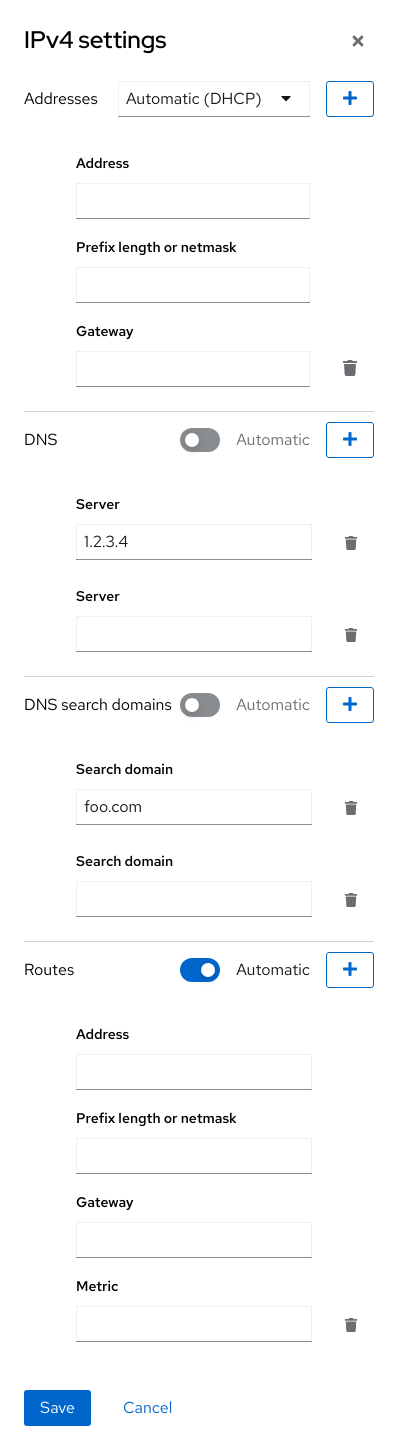 IPv4 settings
Addresses Automatic (DHCP)
Address
Prefix length or netmask
Gateway
DNS Automatic
Server
1.2.3.4
Server
DNS search domains Automatic
Search domain
foo.com
Search domain
Routes Automatic
Address
Prefix length or netmask
Gateway
Metric
Save Cancel